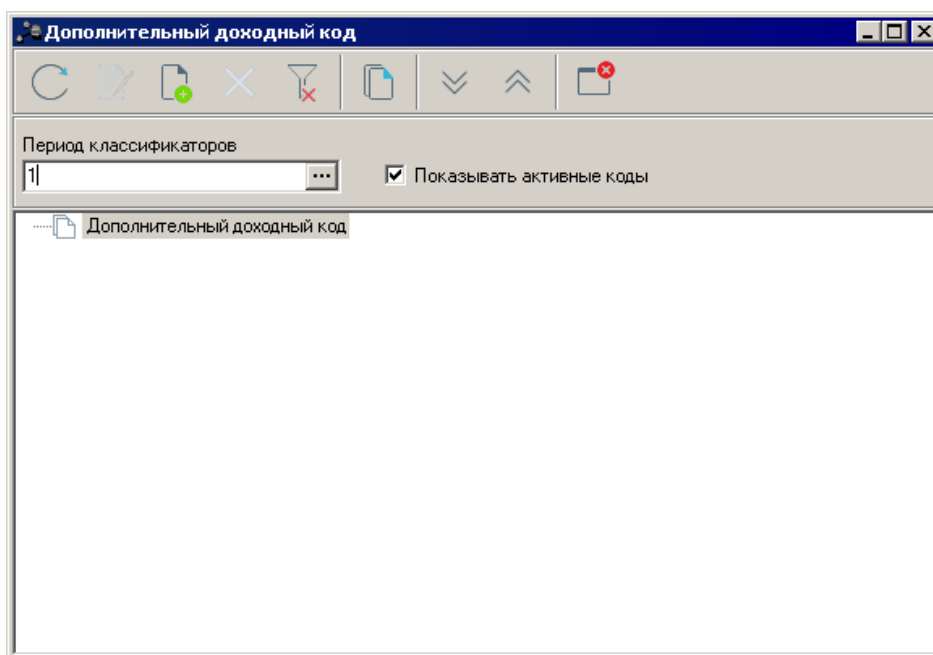 Дополнительный доходный код
Период классификаторов
1
Показывать активные коды
Дополнительный доходный код